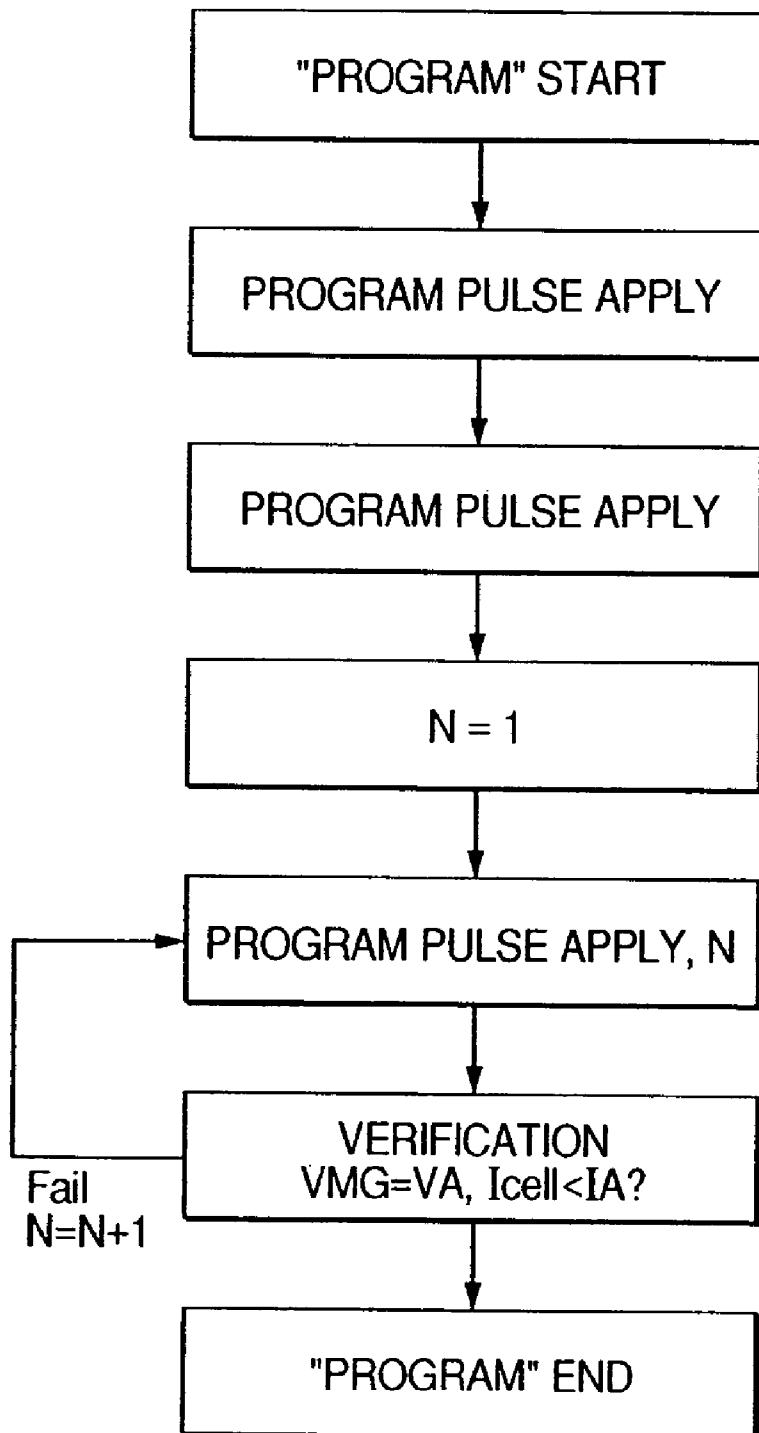 "PROGRAM" START
PROGRAM PULSE APPLY
PROGRAM PULSE APPLY
N = 1
PROGRAM PULSE APPLY, N
VERIFICATION
VMG=VA, Icell<IA?
Fail
N=N+1
"PROGRAM" END